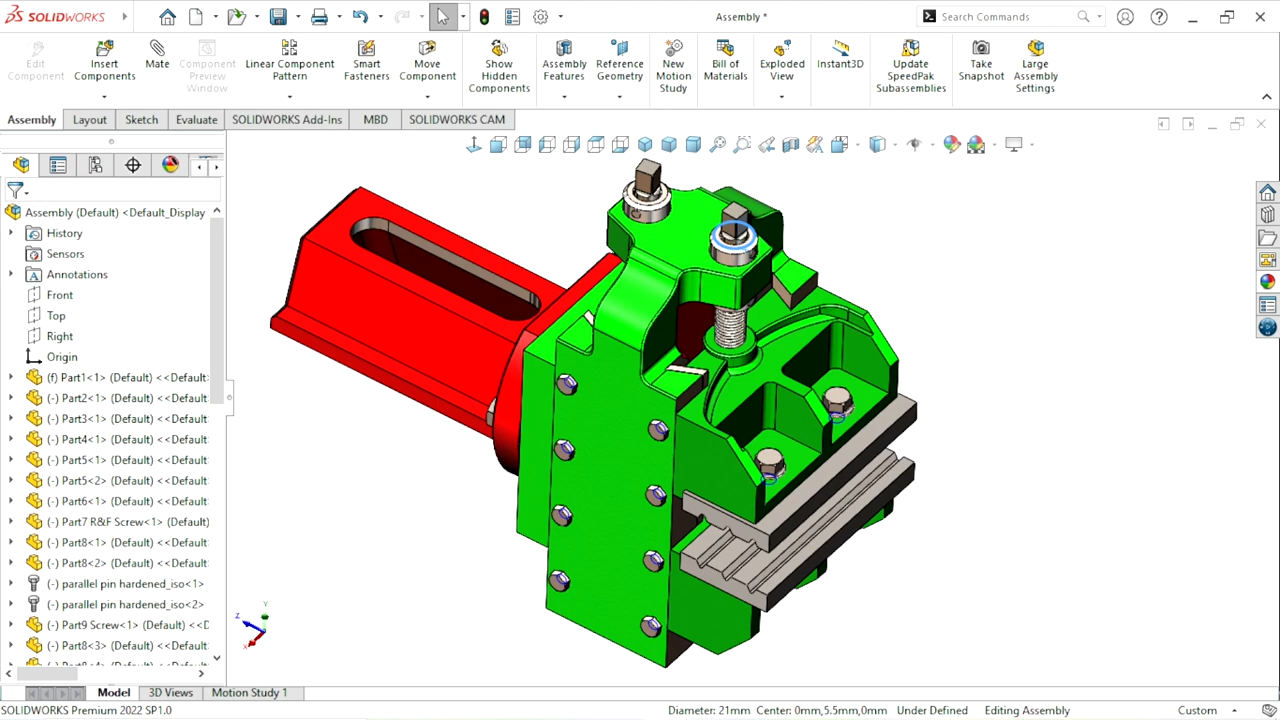 SOLIDWORKS
Assembly *
Search Commands
Edit Component
Insert Components
Mate
Component Preview Window
Linear Component Pattern
Smart Fasteners
Move Component
Show Hidden Components
Assembly Features
Reference Geometry
New Motion Study
Bill of Materials
Exploded View
Instant3D
Update SpeedPak Subassemblies
Take Snapshot
Large Assembly Settings
Assembly Layout Sketch Evaluate SOLIDWORKS Add-Ins MBD SOLIDWORKS CAM
Assembly (Default) <Default_Display
History
Sensors
Annotations
Front
Top
Right
Origin
(f) Part1<1> (Default) <<Default
(-) Part2<1> (Default) <<Default
(-) Part3<1> (Default) <<Default
(-) Part4<1> (Default) <<Default
(-) Part5<1> (Default) <<Default
(-) Part5<2> (Default) <<Default
(-) Part6<1> (Default) <<Default
(-) Part7 R&F Screw<1> (Default)
(-) Part8<1> (Default) <<Default
(-) Part8<2> (Default) <<Default
(-) parallel pin hardened_iso<1>
(-) parallel pin hardened_iso<2>
(-) Part9 Screw<1> (Default) <<D
(-) Part8<3> (Default) <<Default
Y
Z
X
Model 3D Views Motion Study 1
SOLIDWORKS Premium 2022 SP1.0
Diameter: 21mm Center: 0mm,5.5mm,0mm Under Defined Editing Assembly Custom